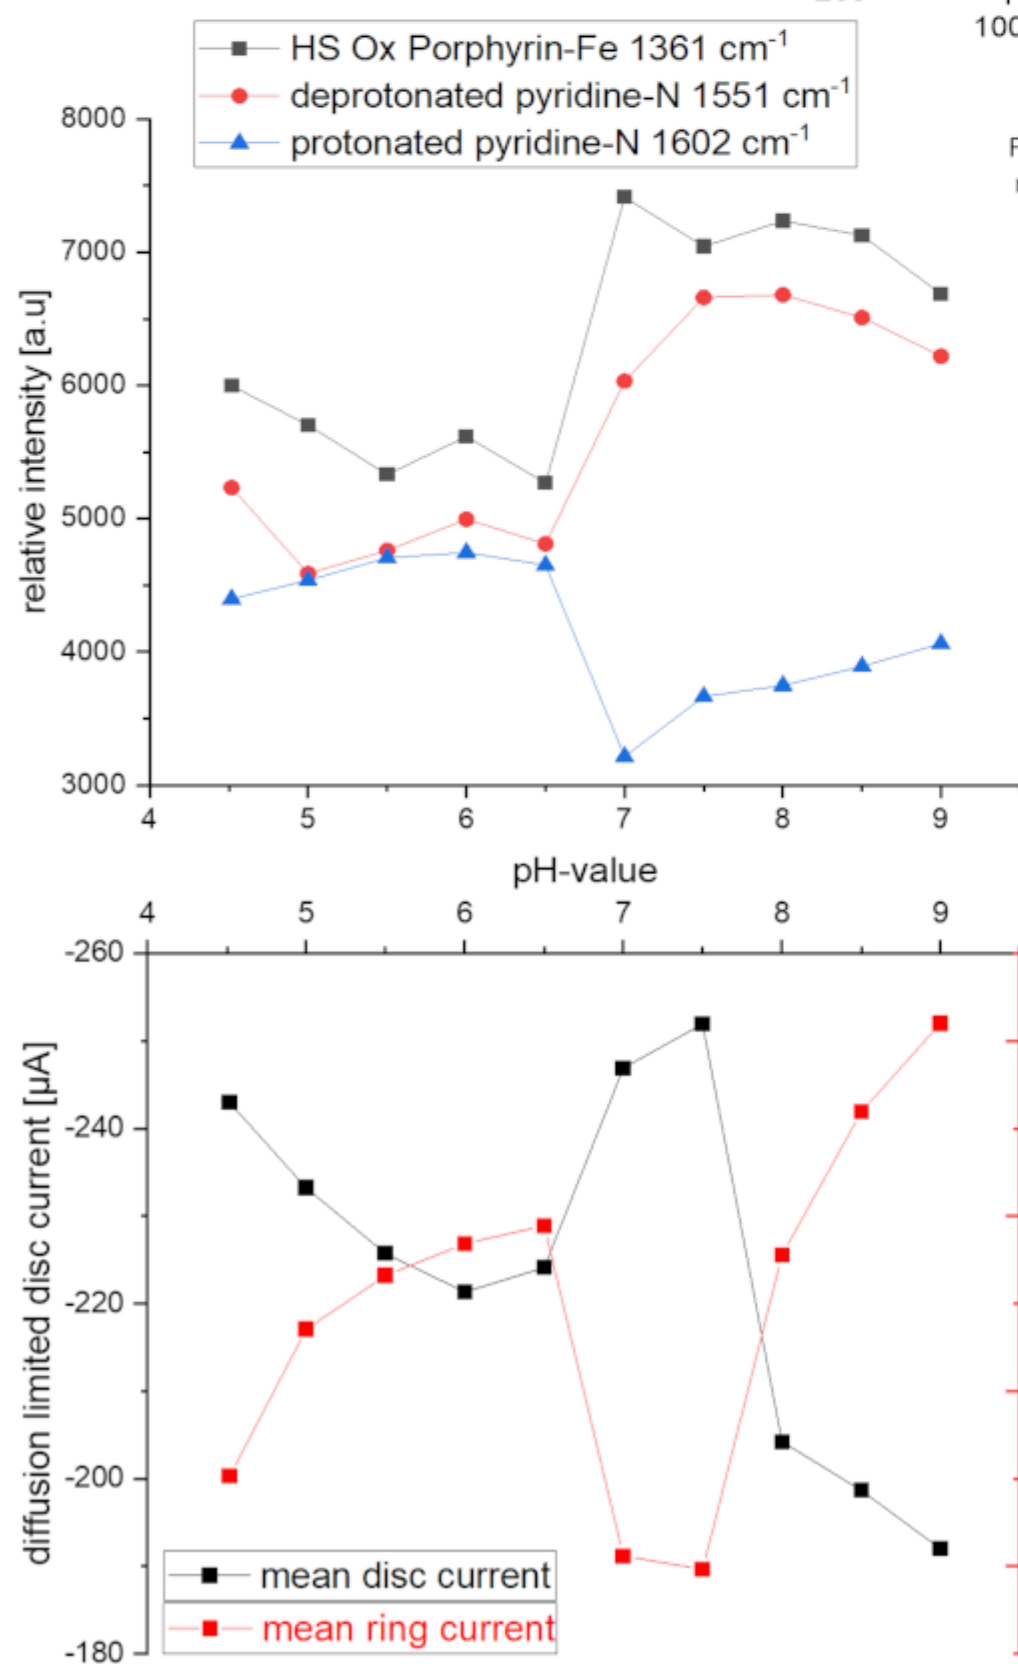 100
HS Ox Porphyrin-Fe 1361 cm⁻¹
deprotonated pyridine-N 1551 cm⁻¹
protonated pyridine-N 1602 cm⁻¹
8000
7000
6000
5000
4000
3000
relative intensity [a.u]
4 5 6 7 8 9
pH-value
4 5 6 7 8 9
-260
-240
-220
-200
-180
diffusion limited disc current [µA]
mean disc current
mean ring current